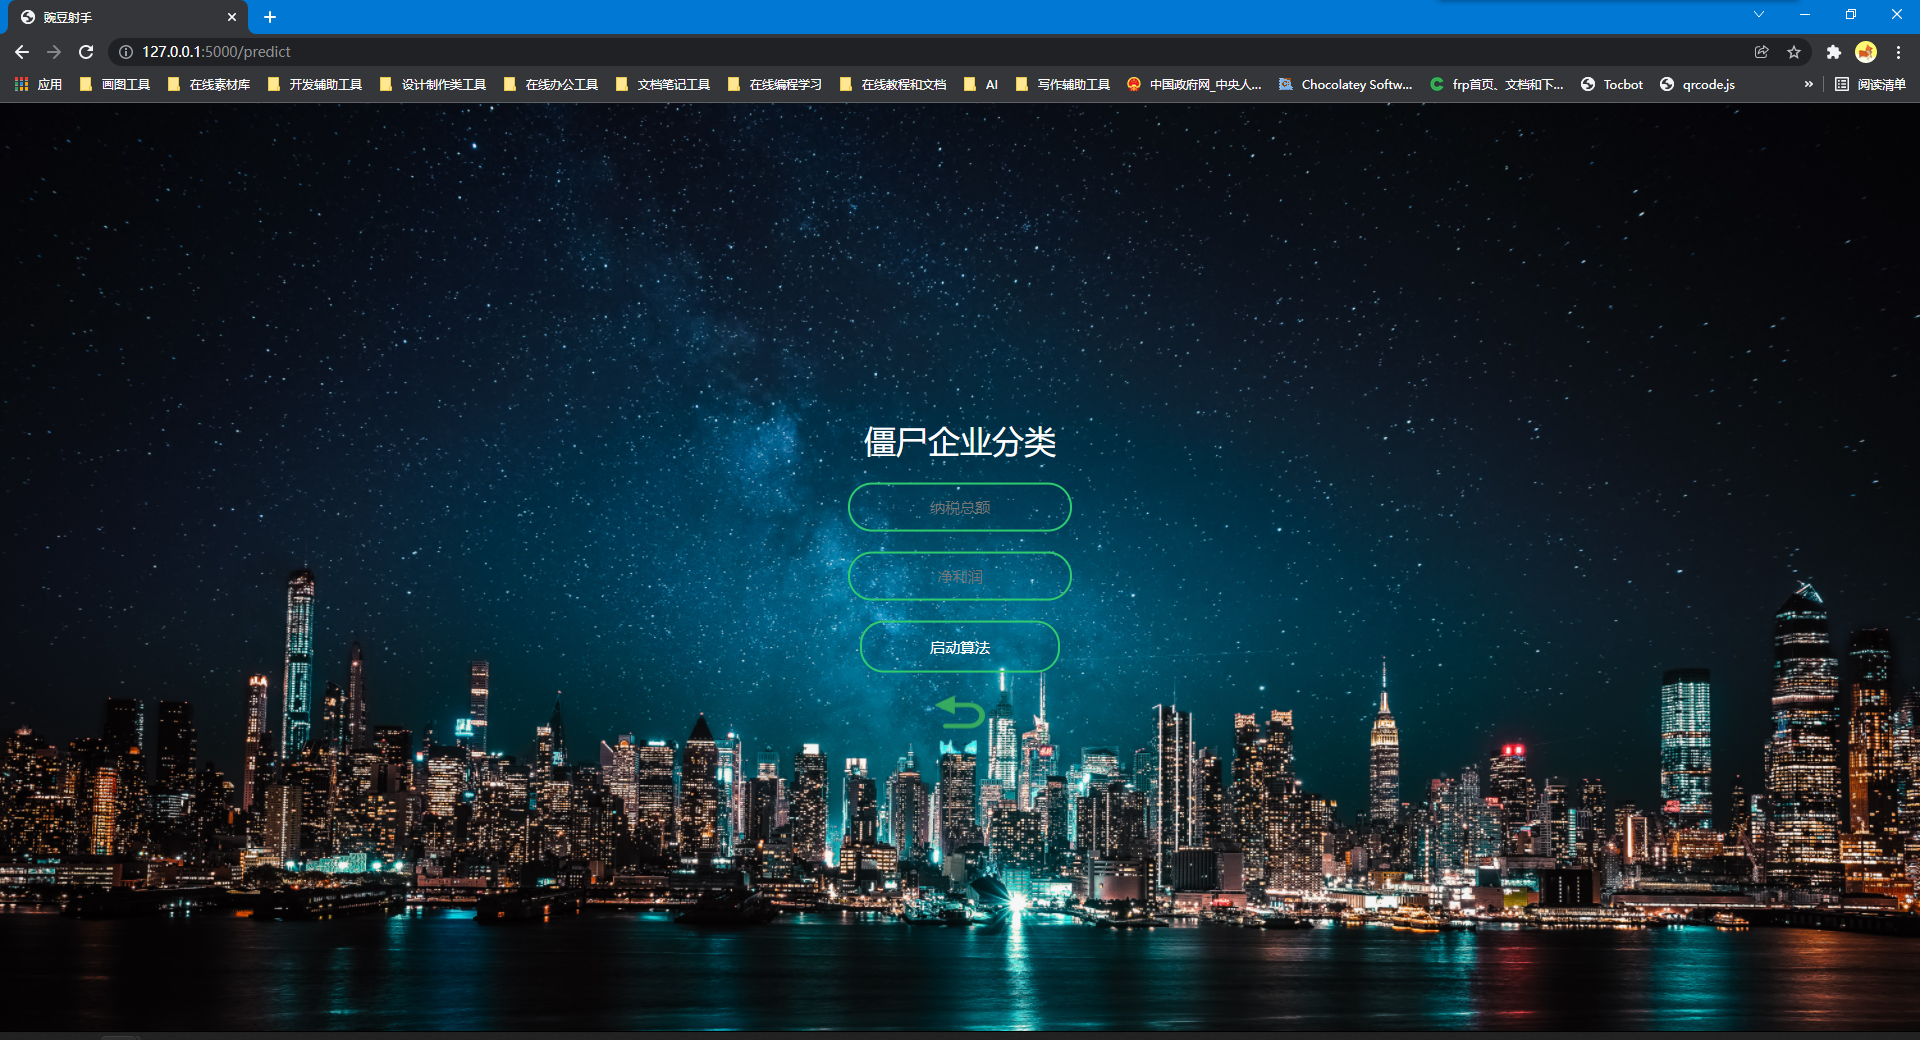 豌豆射手
127.0.0.1:5000/predict
应用 画图工具 在线素材库 开发辅助工具 设计制作类工具 在线办公工具 文档笔记工具 在线编程学习 在线教程和文档 AI 写作辅助工具 中国政府网_中央人... Chocolatey Softw... frp首页、文档和下... Tocbot qrcode.js » 阅读清单
僵尸企业分类
纳税总额
净利润
启动算法